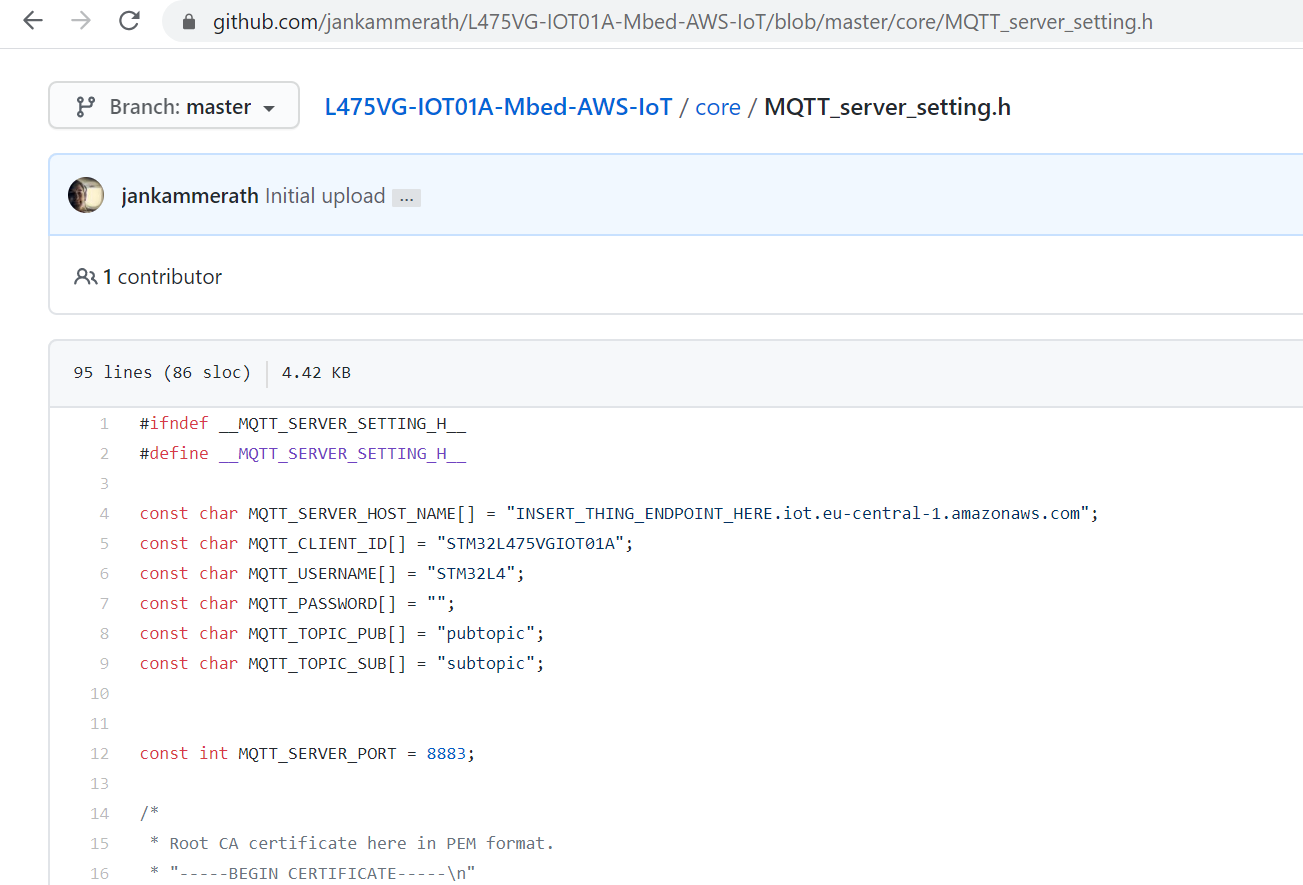 github.com/jankammerath/L475VG-IOT01A-Mbed-AWS-IoT/blob/master/core/MQTT_server_setting.h
Branch: master L475VG-IOT01A-Mbed-AWS-IoT / core / MQTT_server_setting.h
jankammerath Initial upload ...
1 contributor
95 lines (86 sloc) 4.42 KB
1 #ifndef __MQTT_SERVER_SETTING_H__
2 #define __MQTT_SERVER_SETTING_H__
3
4 const char MQTT_SERVER_HOST_NAME[] = "INSERT_THING_ENDPOINT_HERE.iot.eu-central-1.amazonaws.com";
5 const char MQTT_CLIENT_ID[] = "STM32L475VGIOT01A";
6 const char MQTT_USERNAME[] = "STM32L4";
7 const char MQTT_PASSWORD[] = "";
8 const char MQTT_TOPIC_PUB[] = "pubtopic";
9 const char MQTT_TOPIC_SUB[] = "subtopic";
10
11
12 const int MQTT_SERVER_PORT = 8883;
13
14 /*
15 * Root CA certificate here in PEM format.
16 * "-----BEGIN CERTIFICATE-----\n"